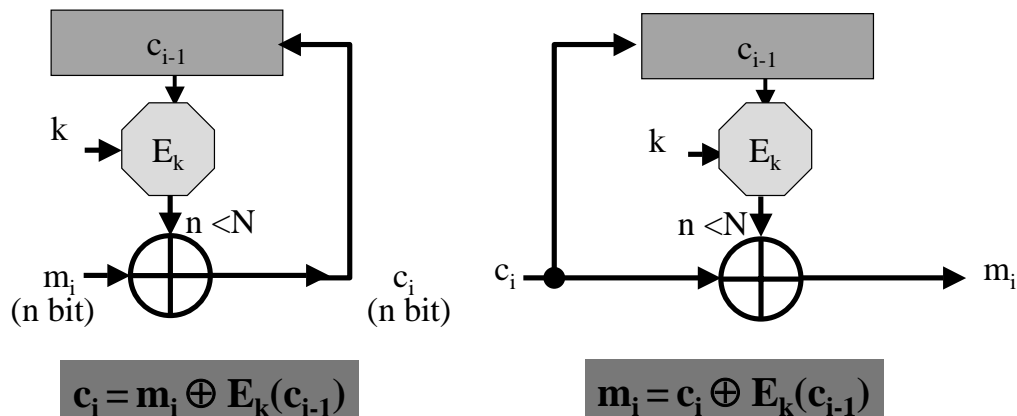 c_{i-1}
k
E_k
n <N
m_i
(n bit)
c_i
(n bit)
c_i = m_i ⊕ E_k(c_{i-1})
c_{i-1}
k
E_k
n <N
c_i
m_i
m_i = c_i ⊕ E_k(c_{i-1})